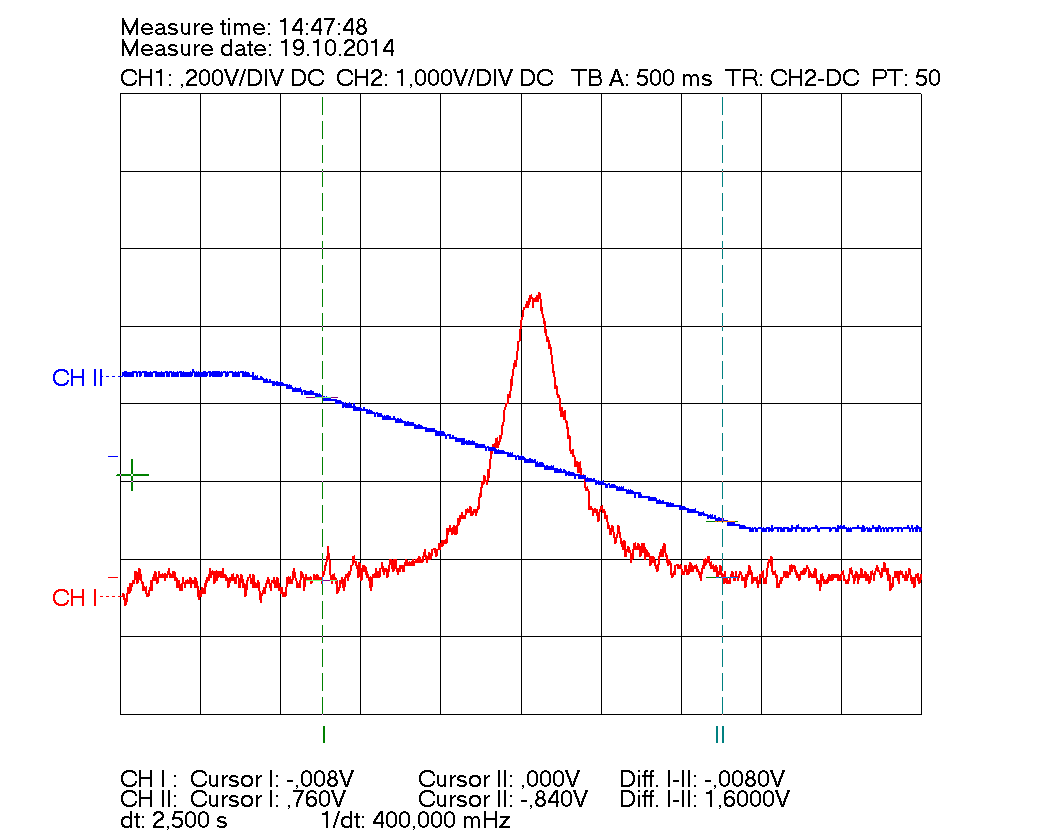 Measure time: 14:47:48
Measure date: 19.10.2014
CH1: ,200V/DIV DC CH2: 1,000V/DIV DC TB A: 500 ms TR: CH2-DC PT: 50
CH II
CH I
I II
CH I : Cursor I: -,008V Cursor II: ,000V Diff. I-II: -,0080V
CH II: Cursor I: ,760V Cursor II: -,840V Diff. I-II: 1,6000V
dt: 2,500 s 1/dt: 400,000 mHz